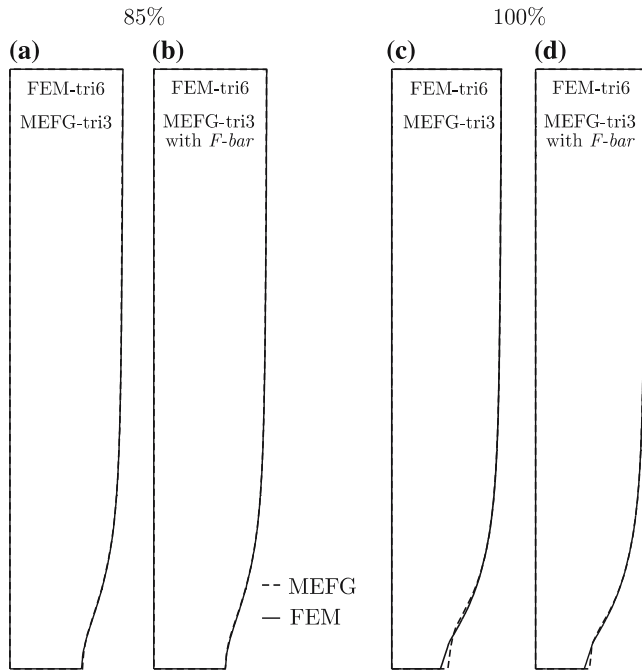 85%
100%
(a)
(b)
(c)
(d)
FEM-tri6
MEFG-tri3
FEM-tri6
MEFG-tri3
with F-bar
FEM-tri6
MEFG-tri3
FEM-tri6
MEFG-tri3
with F-bar
MEFG
FEM